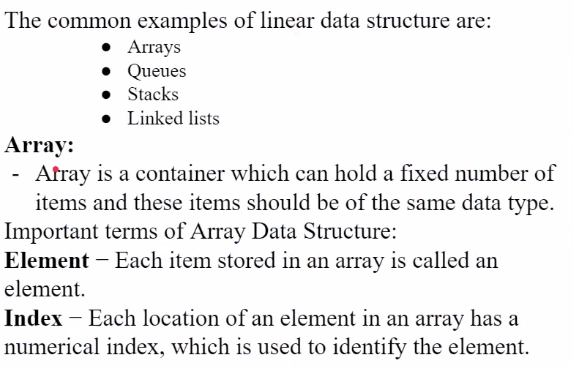 The common examples of linear data structure are:
● Arrays
● Queues
● Stacks
● Linked lists
Array:
- Array is a container which can hold a fixed number of
items and these items should be of the same data type.
Important terms of Array Data Structure:
Element − Each item stored in an array is called an
element.
Index − Each location of an element in an array has a
numerical index, which is used to identify the element.